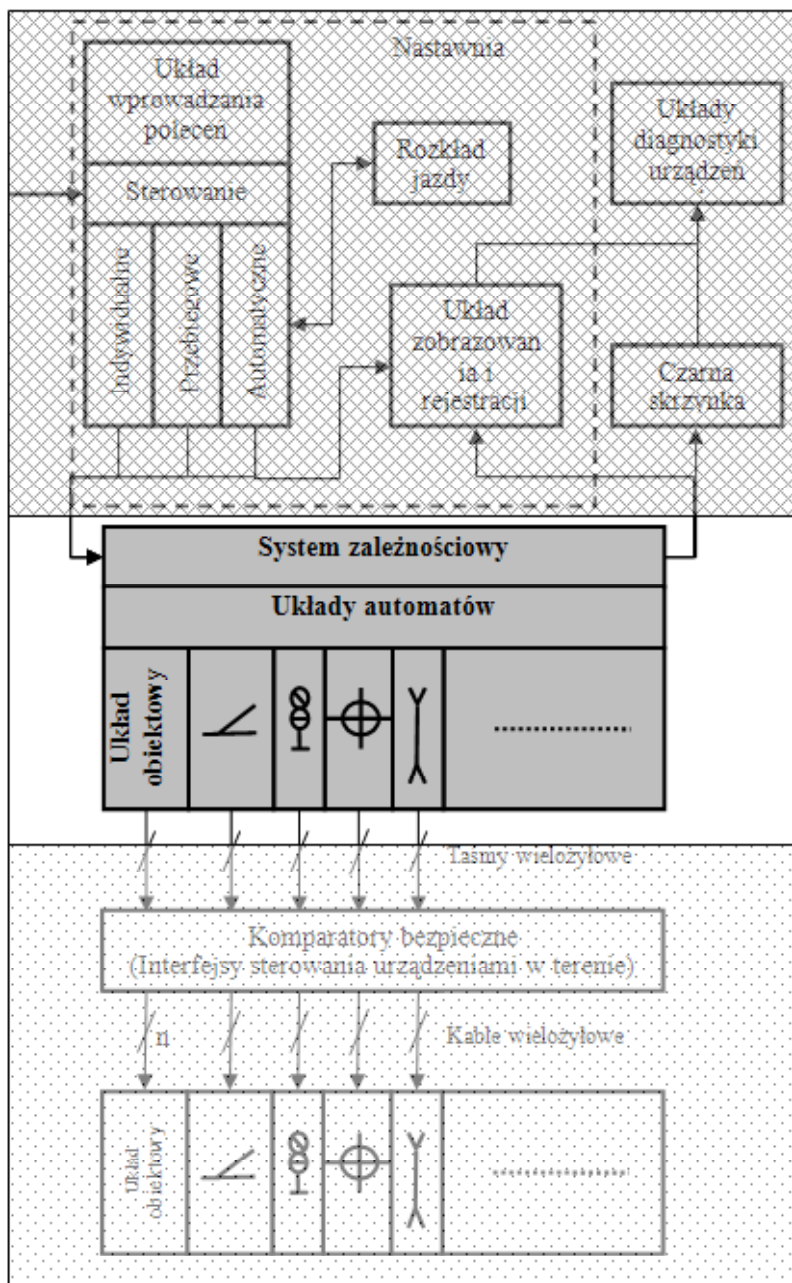 Nastawnia
Układ
wprowadzania
poleceń
Sterowanie
Indywidualne
Przebiegowe
Automatyczne
Rozkład
jazdy
Układy
diagnostyki
urządzeń
Układ
zobrazowan
ia i
rejestracji
Czarna
skrzynka
System zależnościowy
Układy automatów
Układ
obiektowy
Taśmy wielożyłowe
Komparatory bezpieczne
(Interfejsy sterowania urządzeniami w terenie)
n
Kable wielożyłowe
Układ
obiektowy